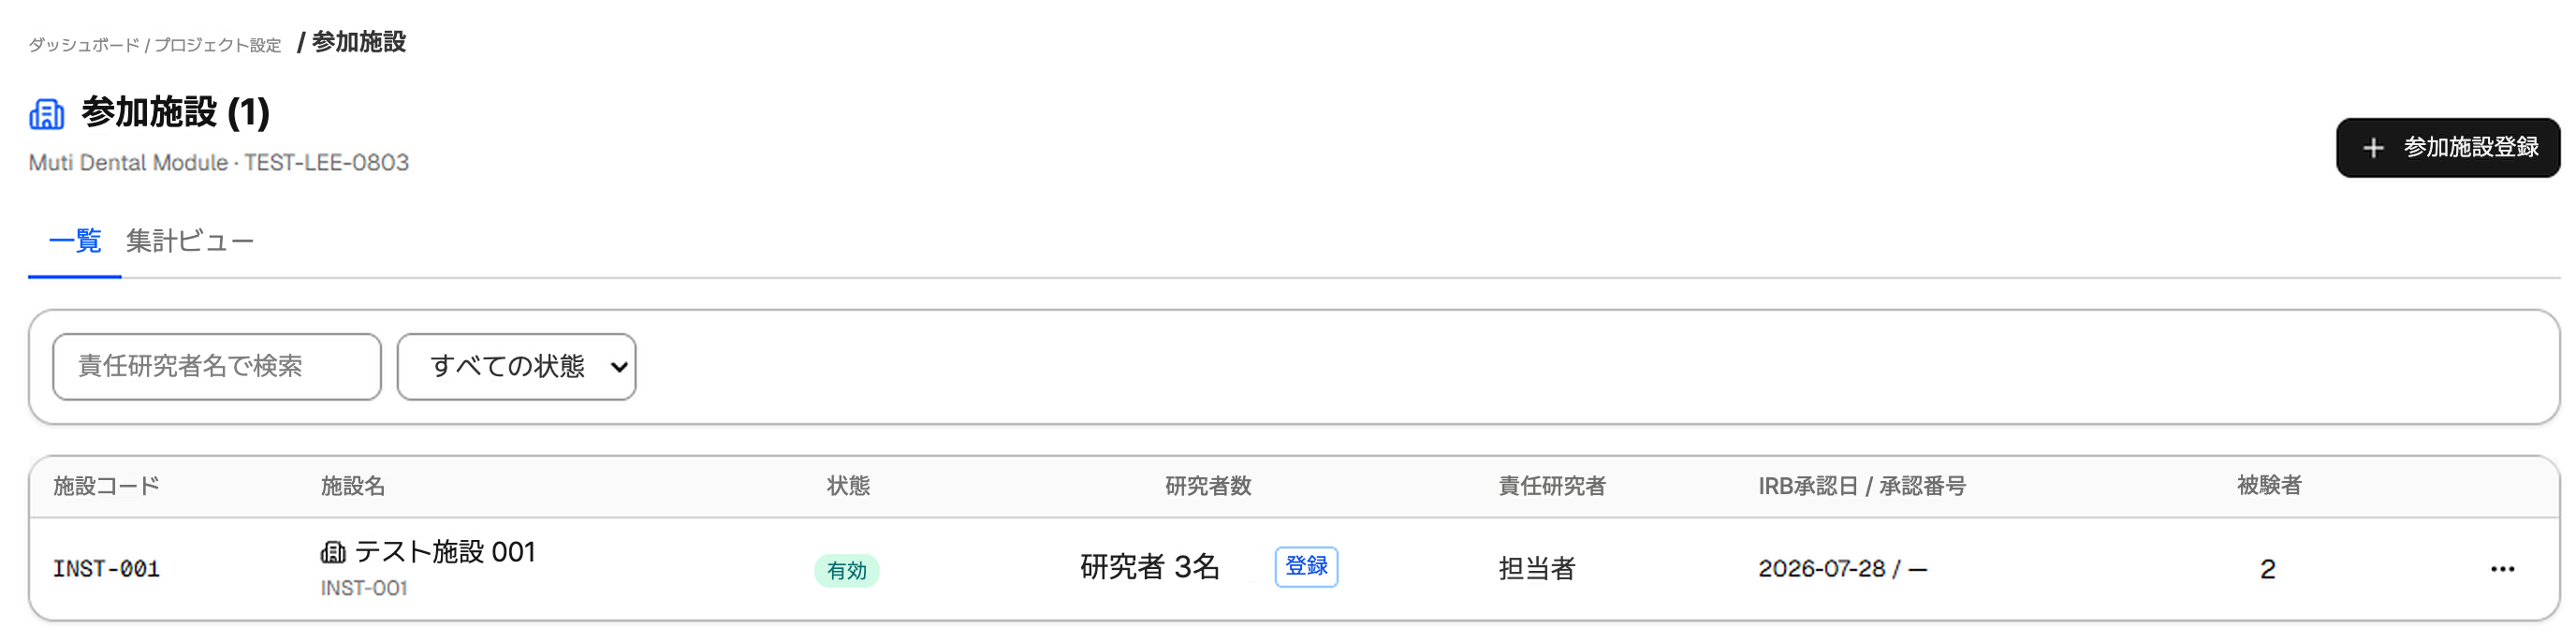 ダッシュボード / プロジェクト設定 / 参加施設
参加施設 (1)
Muti Dental Module · TEST-LEE-0803
＋ 参加施設登録
一覧 集計ビュー
責任研究者名で検索 すべての状態
施設コード 施設名 状態 研究者数 責任研究者 IRB承認日 / 承認番号 被験者
INST-001 テスト施設 001 有効 研究者 3名 登録 担当者 2026-07-28 / — 2 ···
INST-001